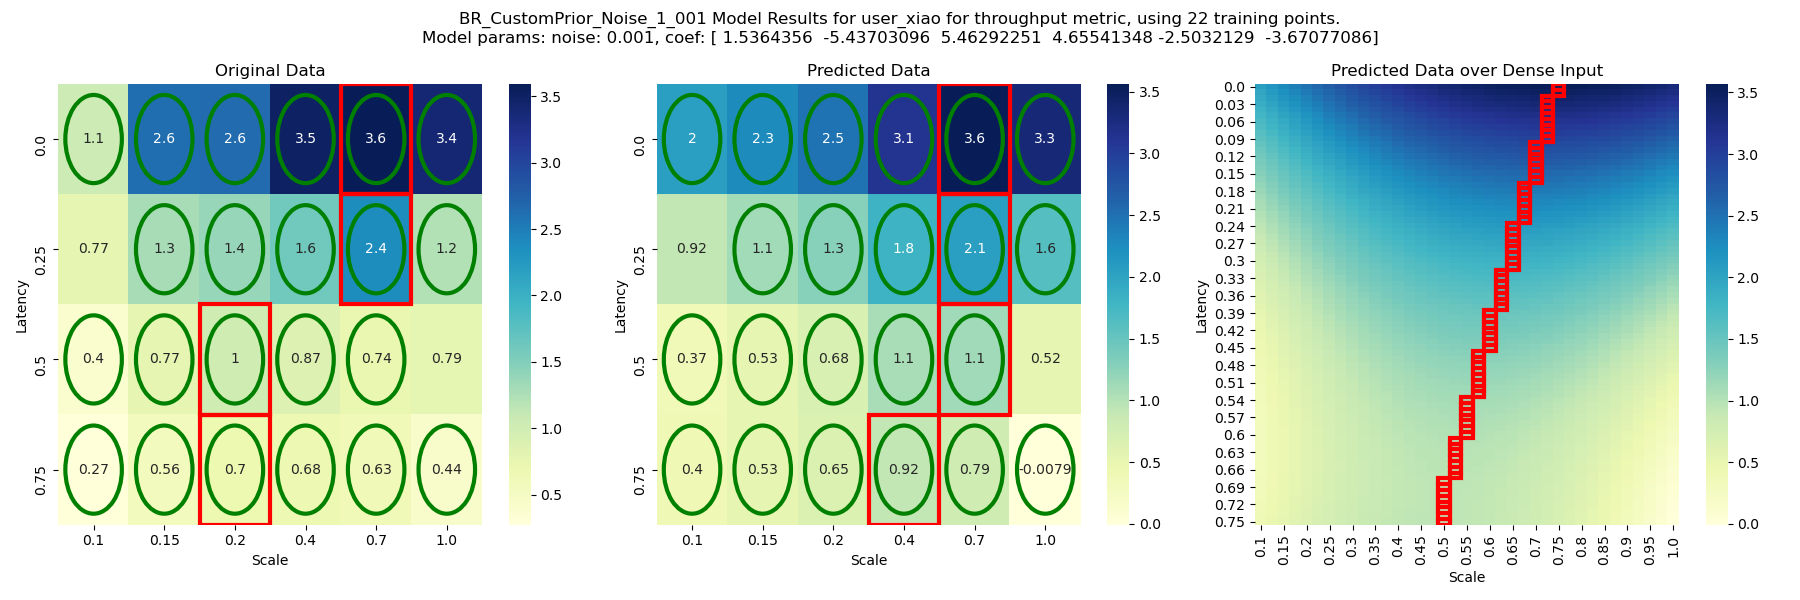 BR_CustomPrior_Noise_1_001 Model Results for user_xiao for throughput metric, using 22 training points.
Model params: noise: 0.001, coef: [ 1.5364356  -5.43703096  5.46292251  4.65541348 -2.5032129  -3.67077086]
Original Data
Latency
0.0
1.1 2.6 2.6 3.5 3.6 3.4
0.25
0.77 1.3 1.4 1.6 2.4 1.2
0.5
0.4 0.77 1 0.87 0.74 0.79
0.75
0.27 0.56 0.7 0.68 0.63 0.44
0.1 0.15 0.2 0.4 0.7 1.0
Scale
3.5
3.0
2.5
2.0
1.5
1.0
0.5
Predicted Data
Latency
0.0
2 2.3 2.5 3.1 3.6 3.3
0.25
0.92 1.1 1.3 1.8 2.1 1.6
0.5
0.37 0.53 0.68 1.1 1.1 0.52
0.75
0.4 0.53 0.65 0.92 0.79 -0.0079
0.1 0.15 0.2 0.4 0.7 1.0
Scale
3.5
3.0
2.5
2.0
1.5
1.0
0.5
0.0
Predicted Data over Dense Input
Latency
0.0
0.03
0.06
0.09
0.12
0.15
0.18
0.21
0.24
0.27
0.3
0.33
0.36
0.39
0.42
0.45
0.48
0.51
0.54
0.57
0.6
0.63
0.66
0.69
0.72
0.75
0.1 0.15 0.2 0.25 0.3 0.35 0.4 0.45 0.5 0.55 0.6 0.65 0.7 0.75 0.8 0.85 0.9 0.95 1.0
Scale
3.5
3.0
2.5
2.0
1.5
1.0
0.5
0.0